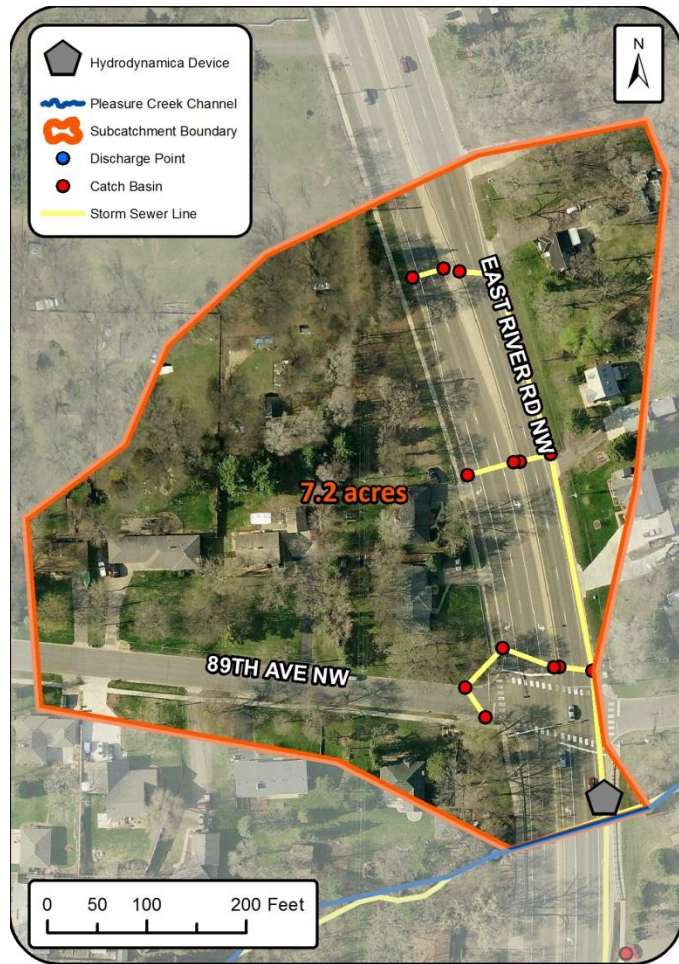 Hydrodynamica Device
Pleasure Creek Channel
Subcatchment Boundary
Discharge Point
Catch Basin
Storm Sewer Line
N
EAST RIVER RD NW
7.2 acres
89TH AVE NW
0 50 100 200 Feet